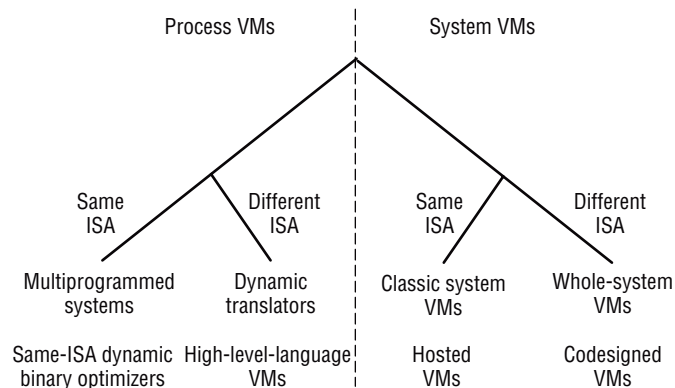 Process VMs
System VMs
Same
ISA
Different
ISA
Same
ISA
Different
ISA
Multiprogrammed
systems
Dynamic
translators
Classic system
VMs
Whole-system
VMs
Same-ISA dynamic
binary optimizers
High-level-language
VMs
Hosted
VMs
Codesigned
VMs